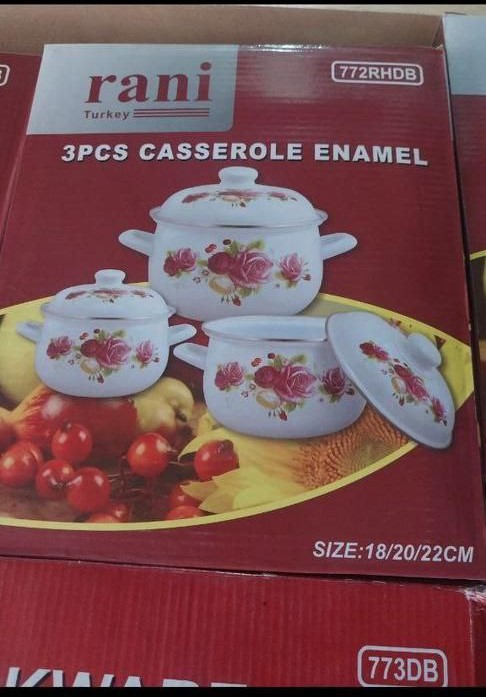 rani
Turkey
772RHDB
3PCS CASSEROLE ENAMEL
SIZE:18/20/22CM
773DB